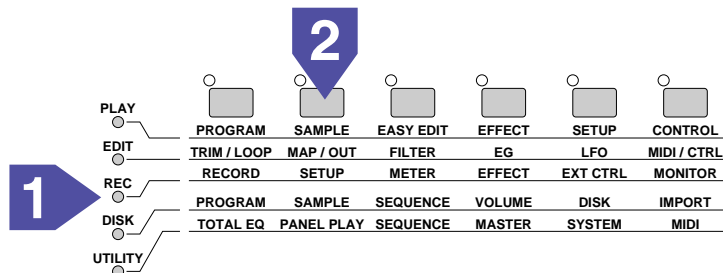 2
PLAY
PROGRAM SAMPLE EASY EDIT EFFECT SETUP CONTROL
EDIT
TRIM / LOOP MAP / OUT FILTER EG LFO MIDI / CTRL
1
REC
RECORD SETUP METER EFFECT EXT CTRL MONITOR
DISK
PROGRAM SAMPLE SEQUENCE VOLUME DISK IMPORT
UTILITY
TOTAL EQ PANEL PLAY SEQUENCE MASTER SYSTEM MIDI